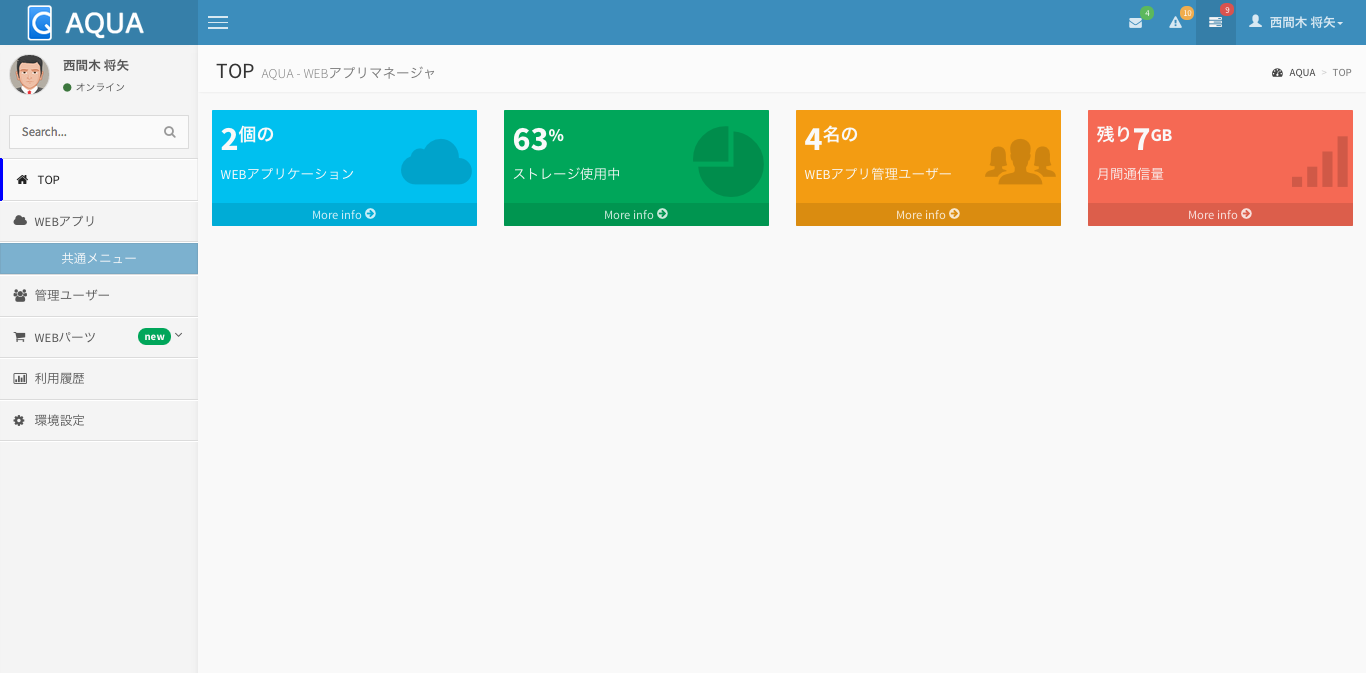 AQUA
4
10
9
西間木 将矢
西間木 将矢
オンライン
Search...
TOP
WEBアプリ
共通メニュー
管理ユーザー
WEBパーツ new
利用履歴
環境設定
TOP AQUA - WEBアプリマネージャ
AQUA > TOP
2個の
WEBアプリケーション
More info
63%
ストレージ使用中
More info
4名の
WEBアプリ管理ユーザー
More info
残り7GB
月間通信量
More info